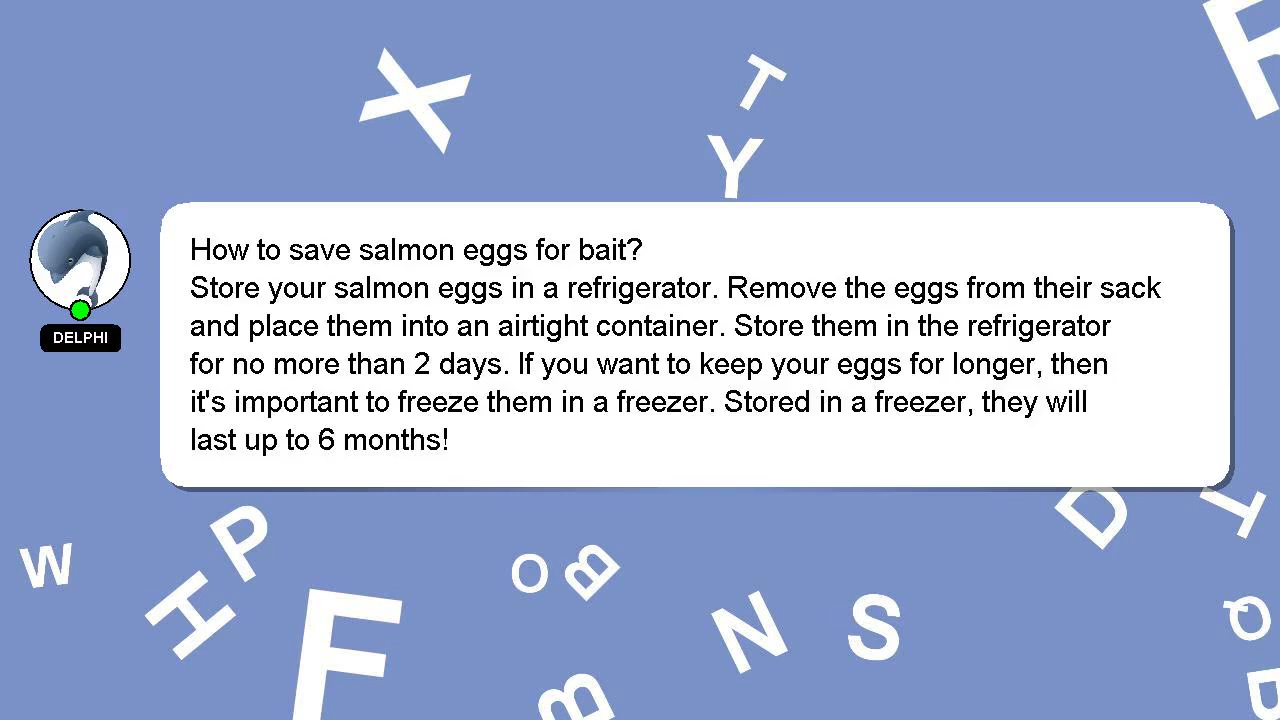 X
T
Y
F
How to save salmon eggs for bait?
Store your salmon eggs in a refrigerator. Remove the eggs from their sack
and place them into an airtight container. Store them in the refrigerator
for no more than 2 days. If you want to keep your eggs for longer, then
it's important to freeze them in a freezer. Stored in a freezer, they will
last up to 6 months!
DELPHI
D
I
P
W
H
F
O
B
N
S
Q
B
B